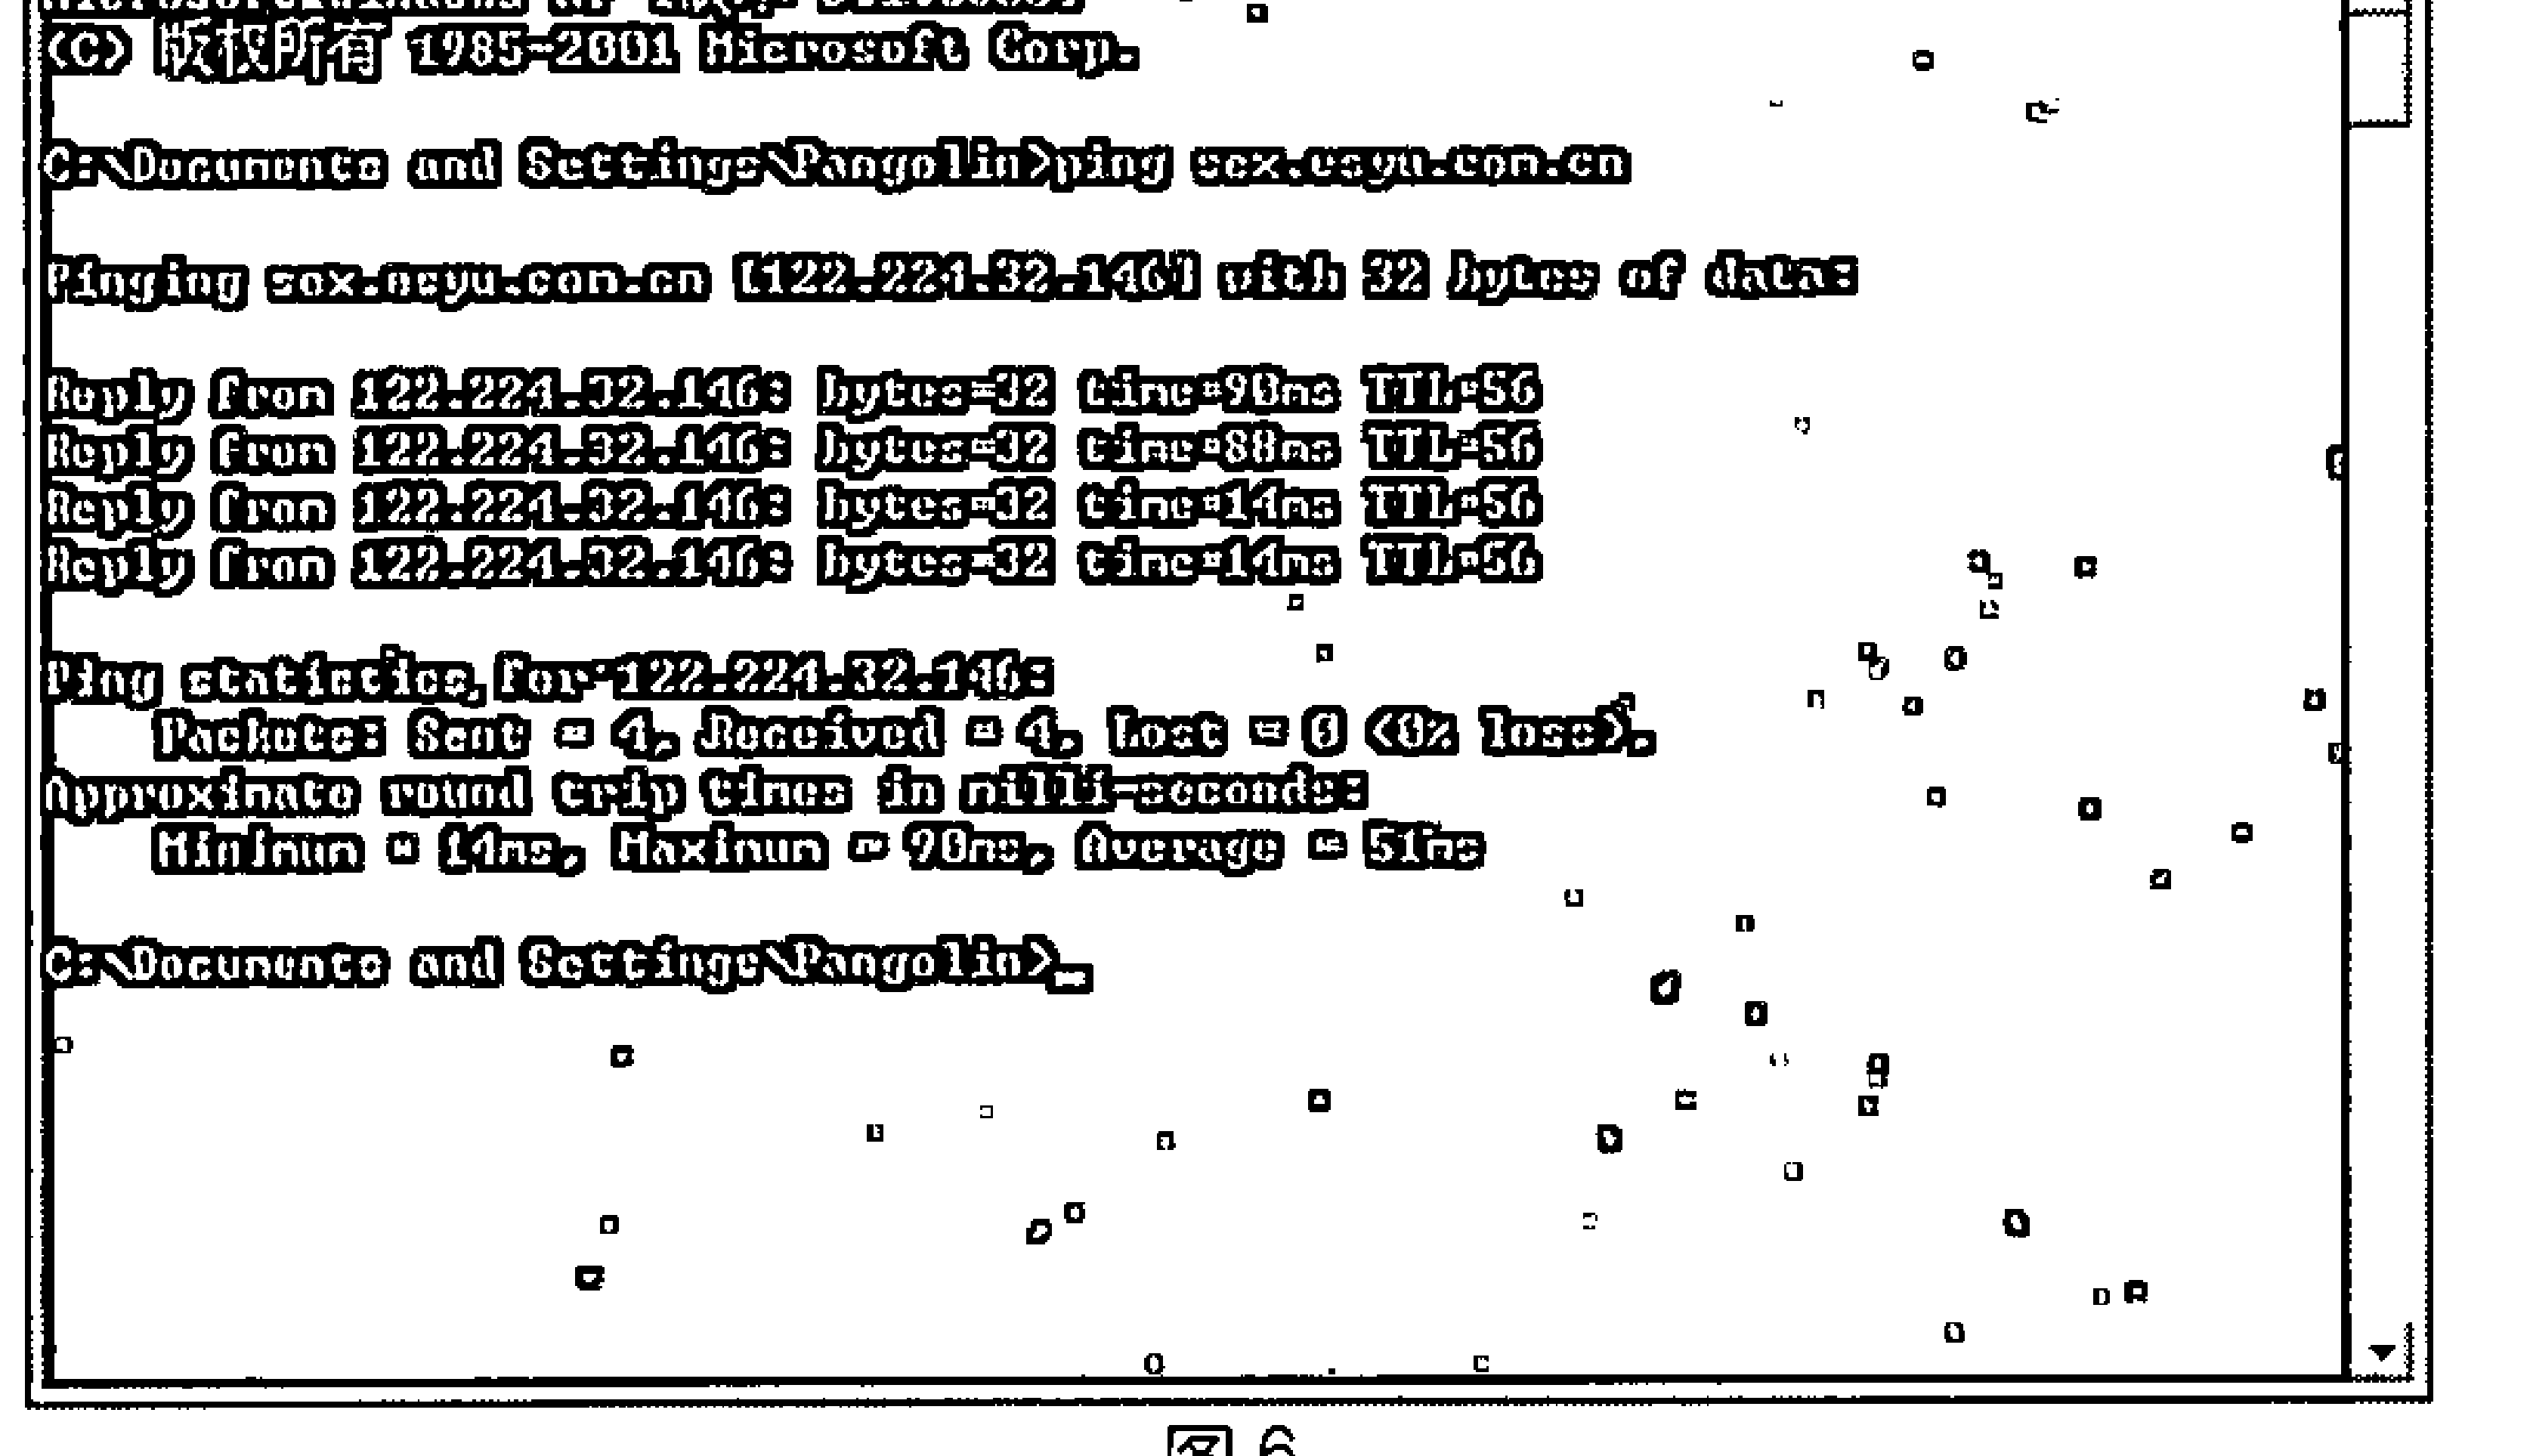 (C) 版权所有 1985-2001 Microsoft Corp.
C:\Documents and Settings\Pangolin>ping
Pinging [122.224.32.146] with 32 bytes of data:
Reply from 122.224.32.146: bytes=32 time=90ms TTL=56
Reply from 122.224.32.146: bytes=32 time=88ms TTL=56
Reply from 122.224.32.146: bytes=32 time=14ms TTL=56
Reply from 122.224.32.146: bytes=32 time=14ms TTL=56
Ping statistics for 122.224.32.146:
Packets: Sent = 4, Received = 4, Lost = 0 (0% loss),
Approximate round trip times in milli-seconds:
Minimum = 14ms, Maximum = 90ms, Average = 51ms
C:\Documents and Settings\Pangolin>_
图 6